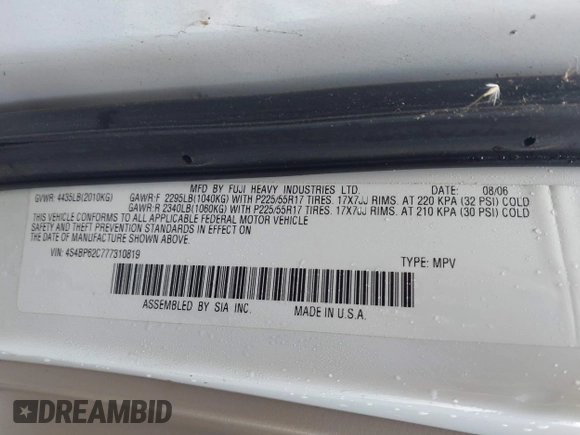 MFD BY FUJI HEAVY INDUSTRIES LTD. DATE: 08/06
GVWR: 4435LB(2010KG) GAWR:F 2295LB(1040KG) WITH P225/55R17 TIRES. 17X7JJ RIMS. AT 220 KPA (32 PSI) COLD
GAWR:R 2340LB(1060KG) WITH P225/55R17 TIRES. 17X7JJ RIMS. AT 210 KPA (30 PSI) COLD
THIS VEHICLE CONFORMS TO ALL APPLICABLE FEDERAL MOTOR VEHICLE
SAFETY AND THEFT PREVENTION STANDARDS IN EFFECT ON
THE DATE OF MANUFACTURE SHOWN ABOVE.
VIN: 4S4BP62C777310819 TYPE: MPV
ASSEMBLED BY SIA INC. MADE IN U.S.A.
DREAMBID